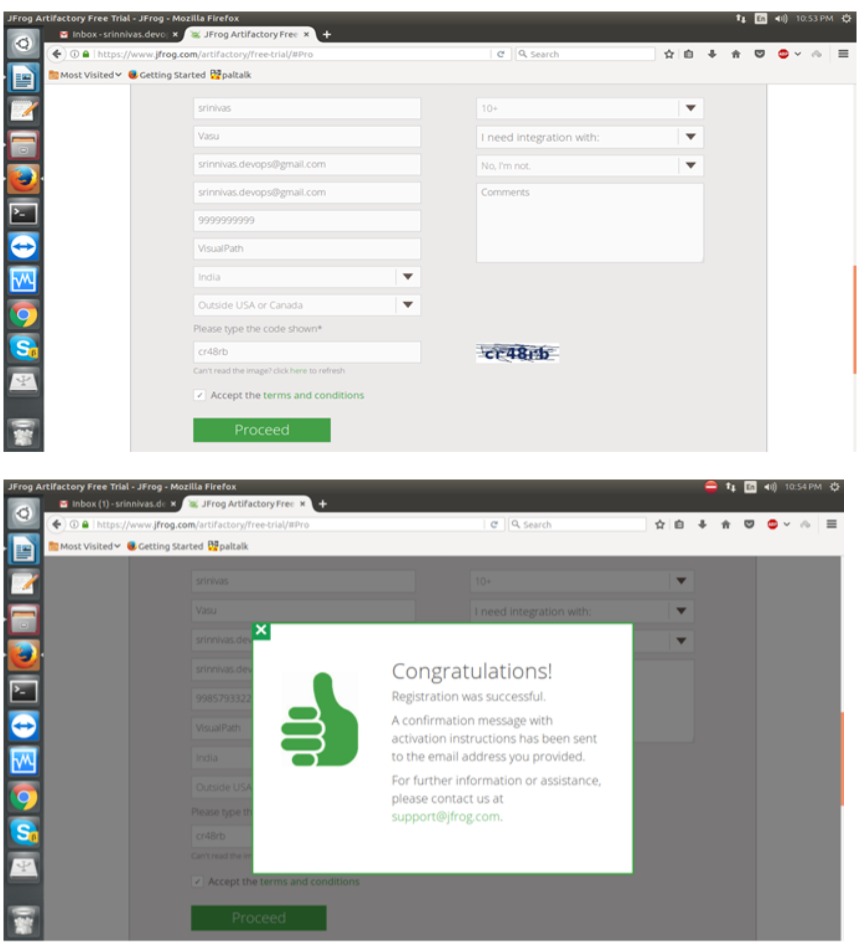 JFrog Artifactory Free Trial - JFrog - Mozilla Firefox
En 10:53 PM
Inbox - srinnivas.devo
JFrog Artifactory Free
https://www.jfrog.com/artifactory/free-trial/#Pro
Search
Most Visited
Getting Started
paltalk
srinivas
10+
Vasu
I need integration with:
srinnivas.devops@gmail.com
No, I'm not.
srinnivas.devops@gmail.com
Comments
9999999999
VisualPath
India
Outside USA or Canada
Please type the code shown*
cr48rb
cr48rb
Can't read the image? click here to refresh
Accept the terms and conditions
Proceed
JFrog Artifactory Free Trial - JFrog - Mozilla Firefox
En 10:54 PM
Inbox (1) - srinnivas.de
JFrog Artifactory Free
https://www.jfrog.com/artifactory/free-trial/#Pro
Search
Most Visited
Getting Started
paltalk
srinivas
10+
Vasu
I need integration with:
srinnivas.dev
srinnivas.dev
9985793322
VisualPath
India
Outside USA
Please type th
cr48rb
Can't read the im
Accept the terms and conditions
Proceed
Congratulations!
Registration was successful.
A confirmation message with
activation instructions has been sent
to the email address you provided.
For further information or assistance,
please contact us at
support@jfrog.com.